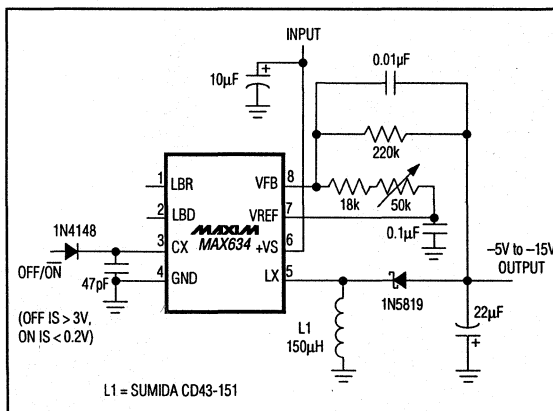 INPUT
10µF
+
0.01µF
220k
1 LBR
VFB 8
18k
50k
2 LBD
VREF 7
MAXIM
MAX634
0.1µF
1N4148
3 CX
+VS 6
OFF/ON
47pF
4 GND
LX 5
1N5819
–5V to –15V
OUTPUT
(OFF IS > 3V,
ON IS < 0.2V)
L1
150µH
22µF
+
L1 = SUMIDA CD43-151